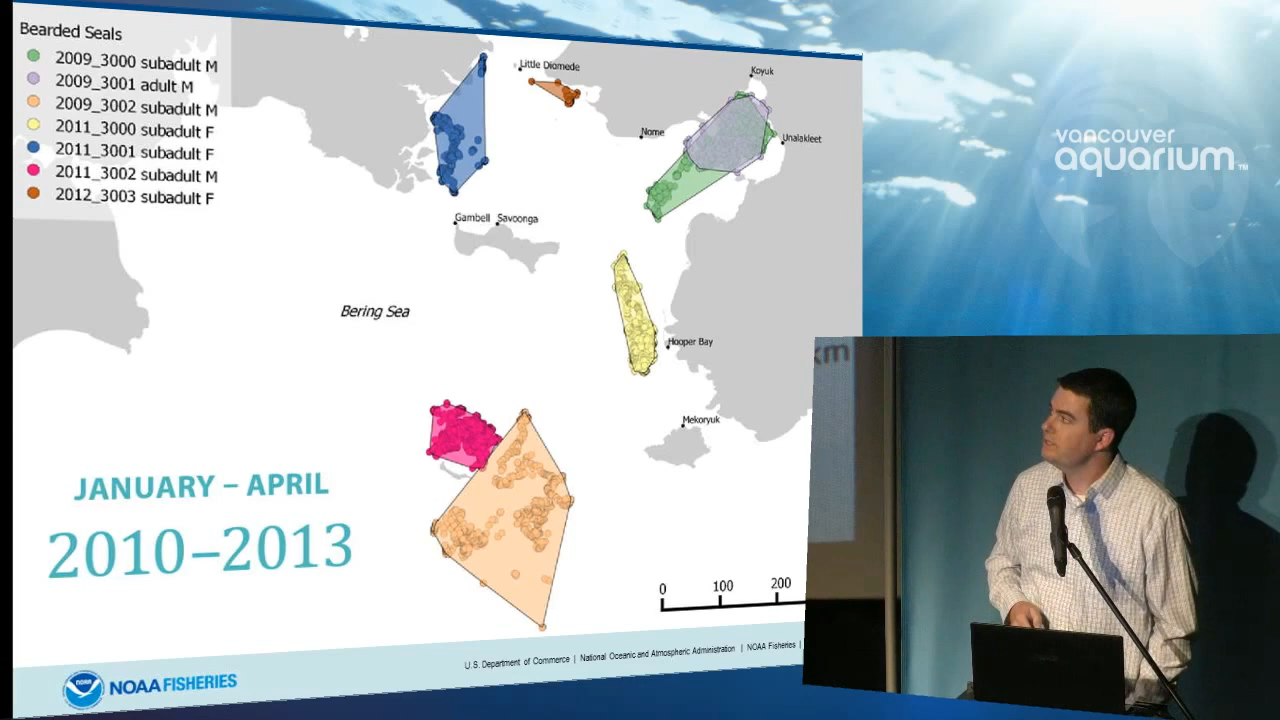 Bearded Seals
2009_3000 subadult M
2009_3001 adult M
2009_3002 subadult M
2011_3000 subadult F
2011_3001 subadult F
2011_3002 subadult M
2012_3003 subadult F
Little Diomede
Koyuk
Nome
Unalakleet
Gambell
Savoonga
Bering Sea
Hooper Bay
Mekoryuk
JANUARY – APRIL
2010–2013
0 100 200
km
U.S. Department of Commerce | National Oceanic and Atmospheric Administration | NOAA Fisheries |
NOAA
NOAA FISHERIES
vancouver
aquarium™